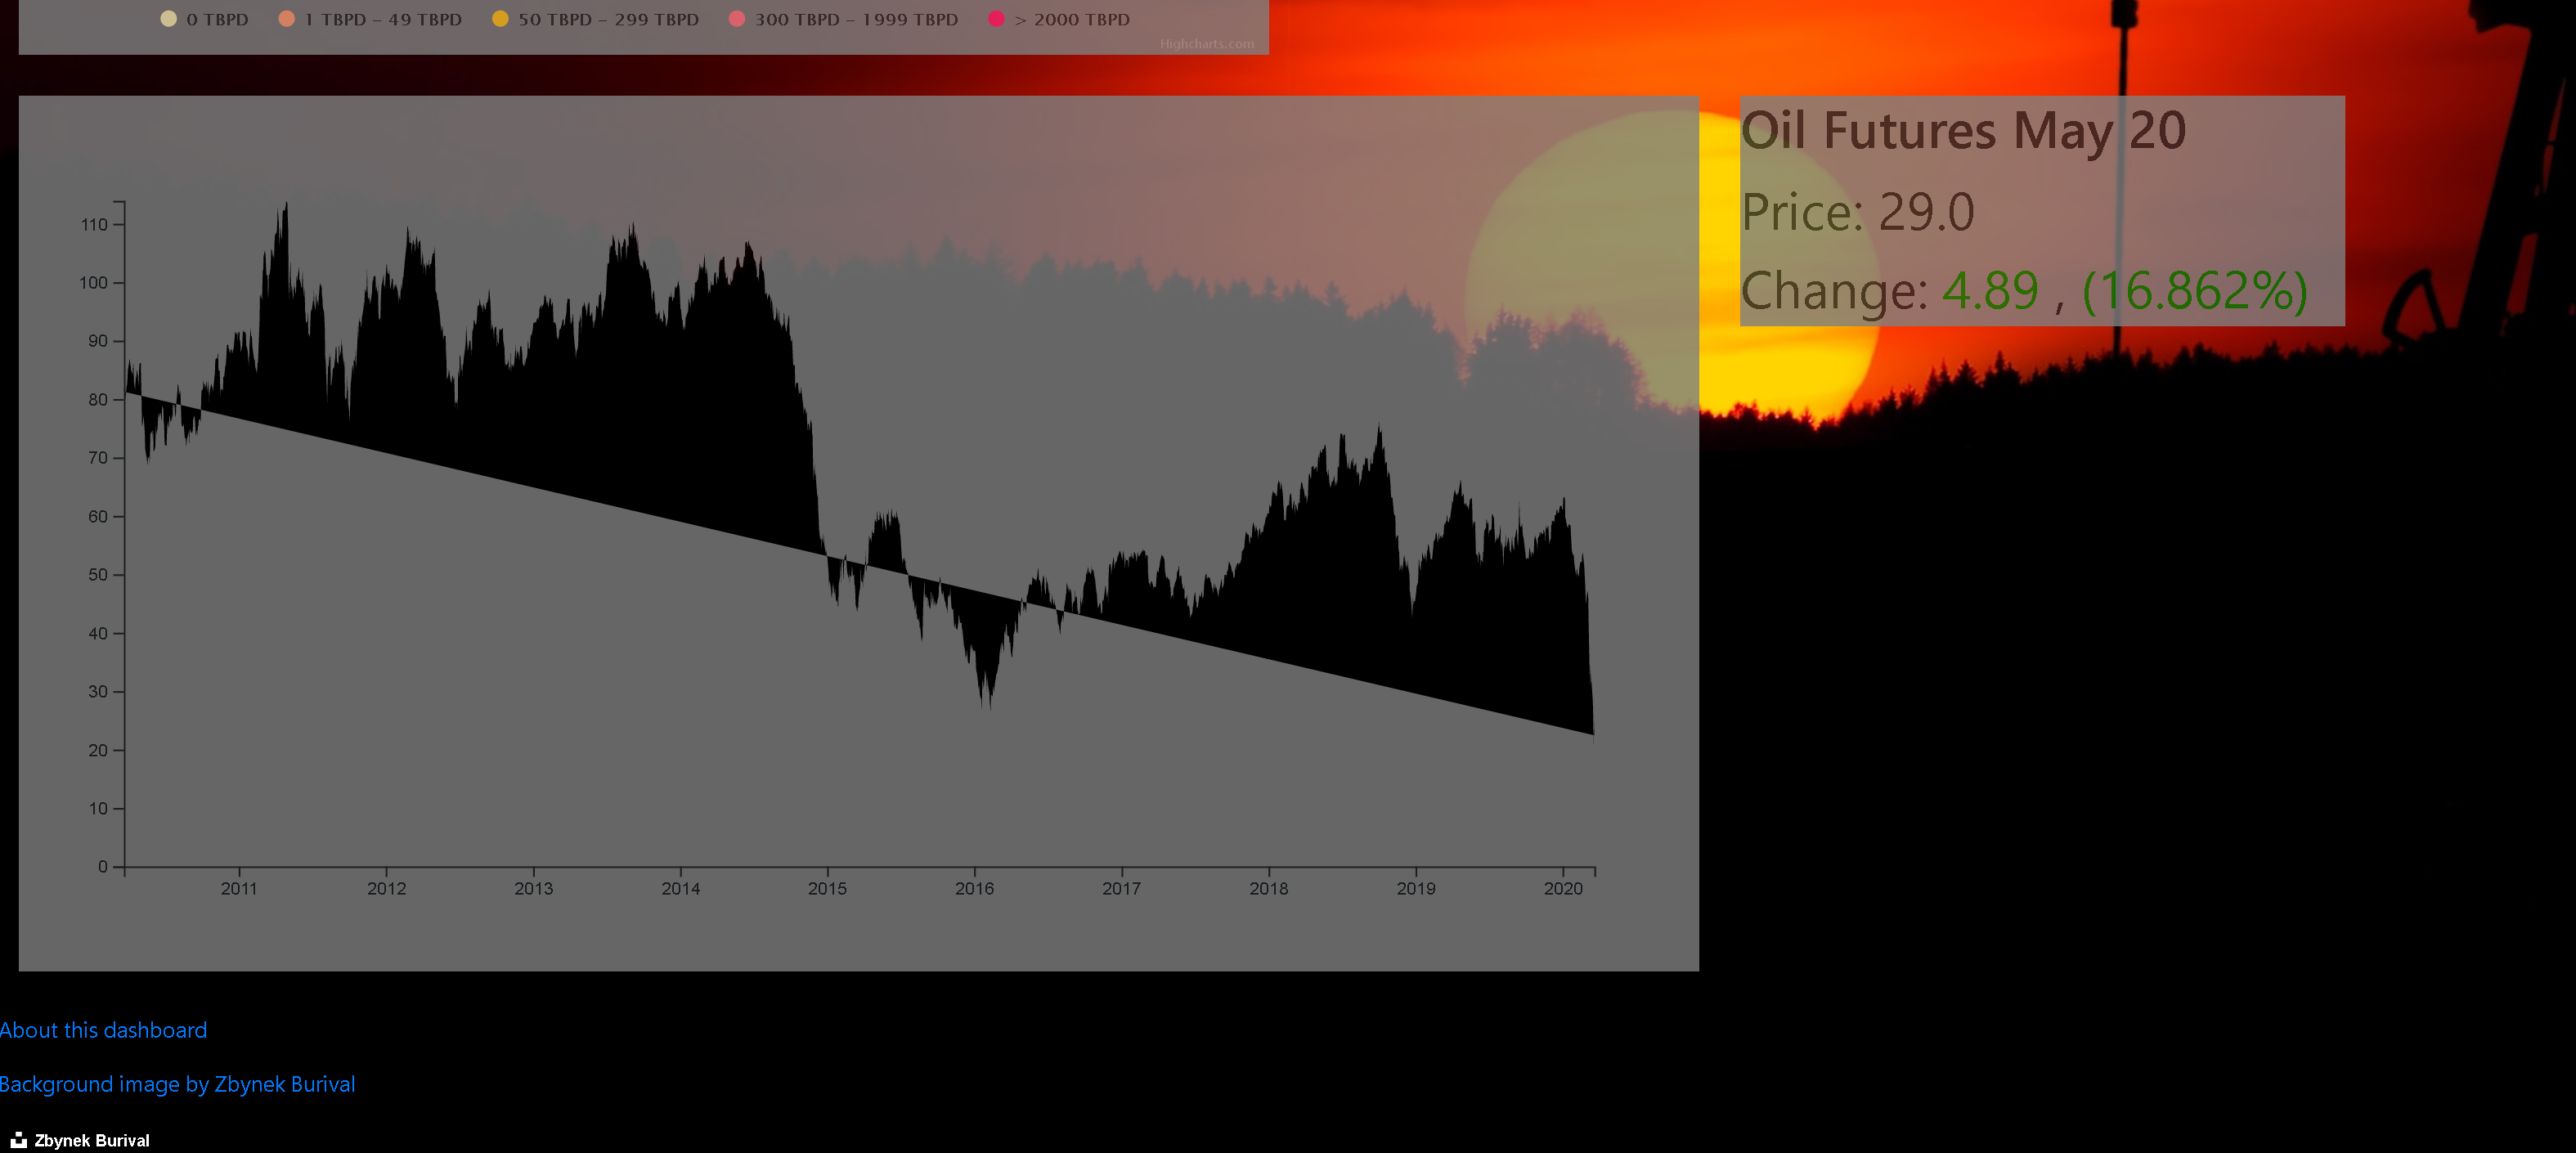 0 TBPD 1 TBPD – 49 TBPD 50 TBPD – 299 TBPD 300 TBPD – 1999 TBPD > 2000 TBPD
Highcharts.com
Oil Futures May 20
Price: 29.0
Change: 4.89 , (16.862%)
110
100
90
80
70
60
50
40
30
20
10
0
2011 2012 2013 2014 2015 2016 2017 2018 2019 2020
About this dashboard
Background image by Zbynek Burival
Zbynek Burival